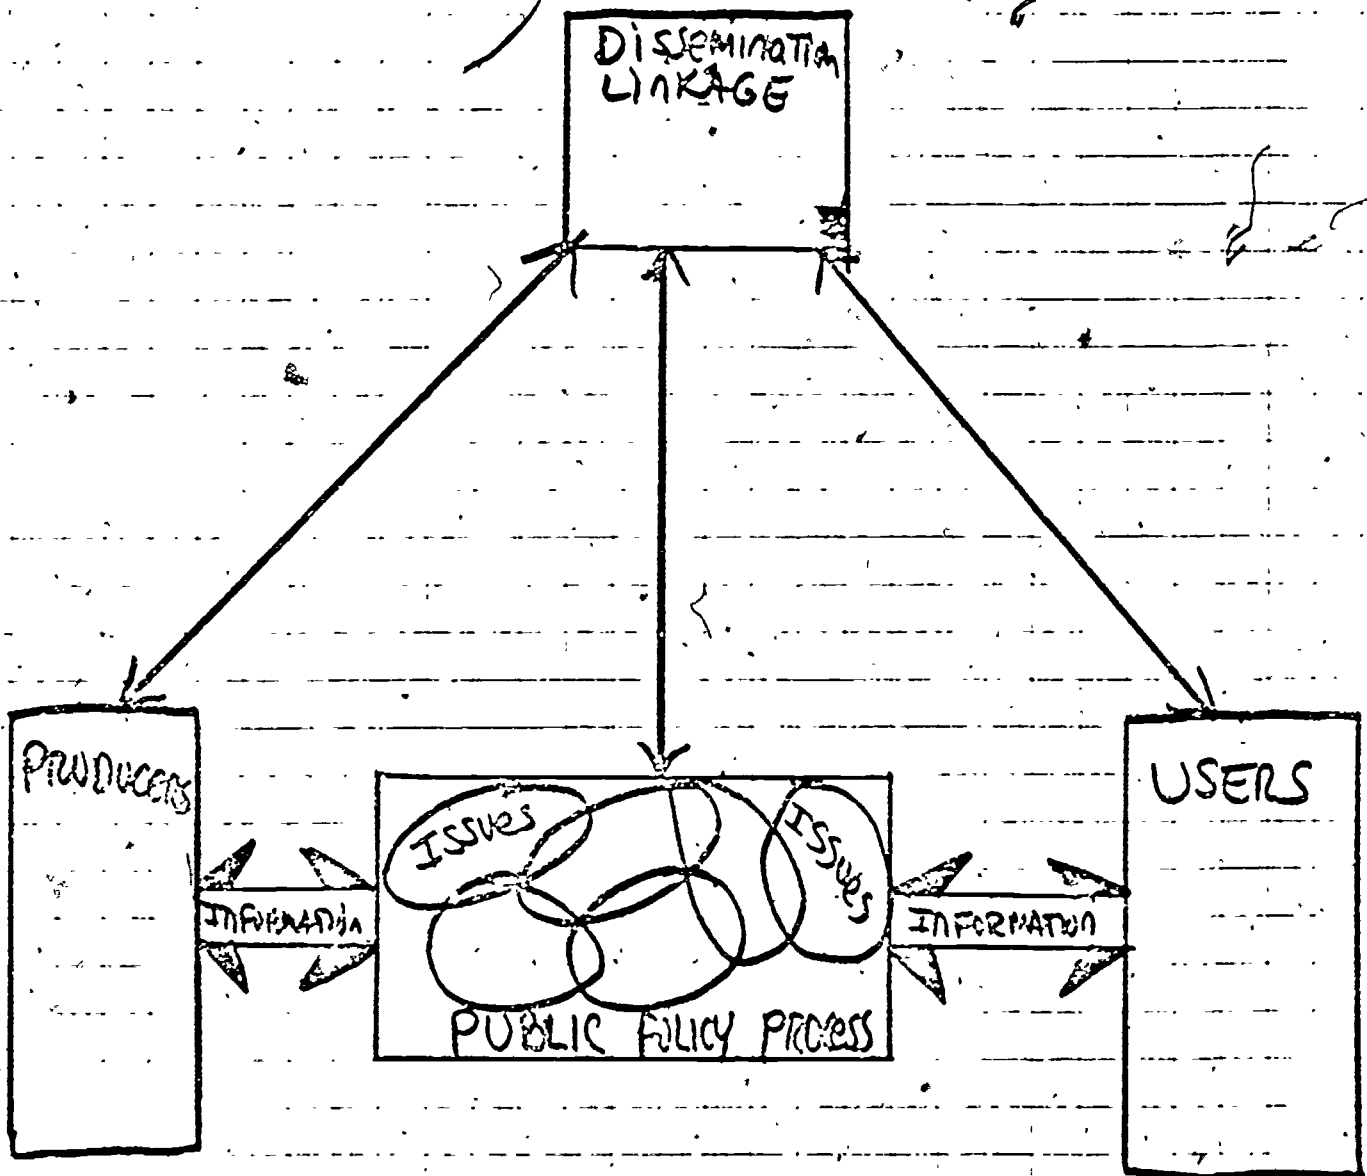 DISSEMINATION
LINKAGE
PRODUCERS
USERS
ISSUES
ISSUES
INFORMATION
INFORMATION
PUBLIC POLICY PROCESS